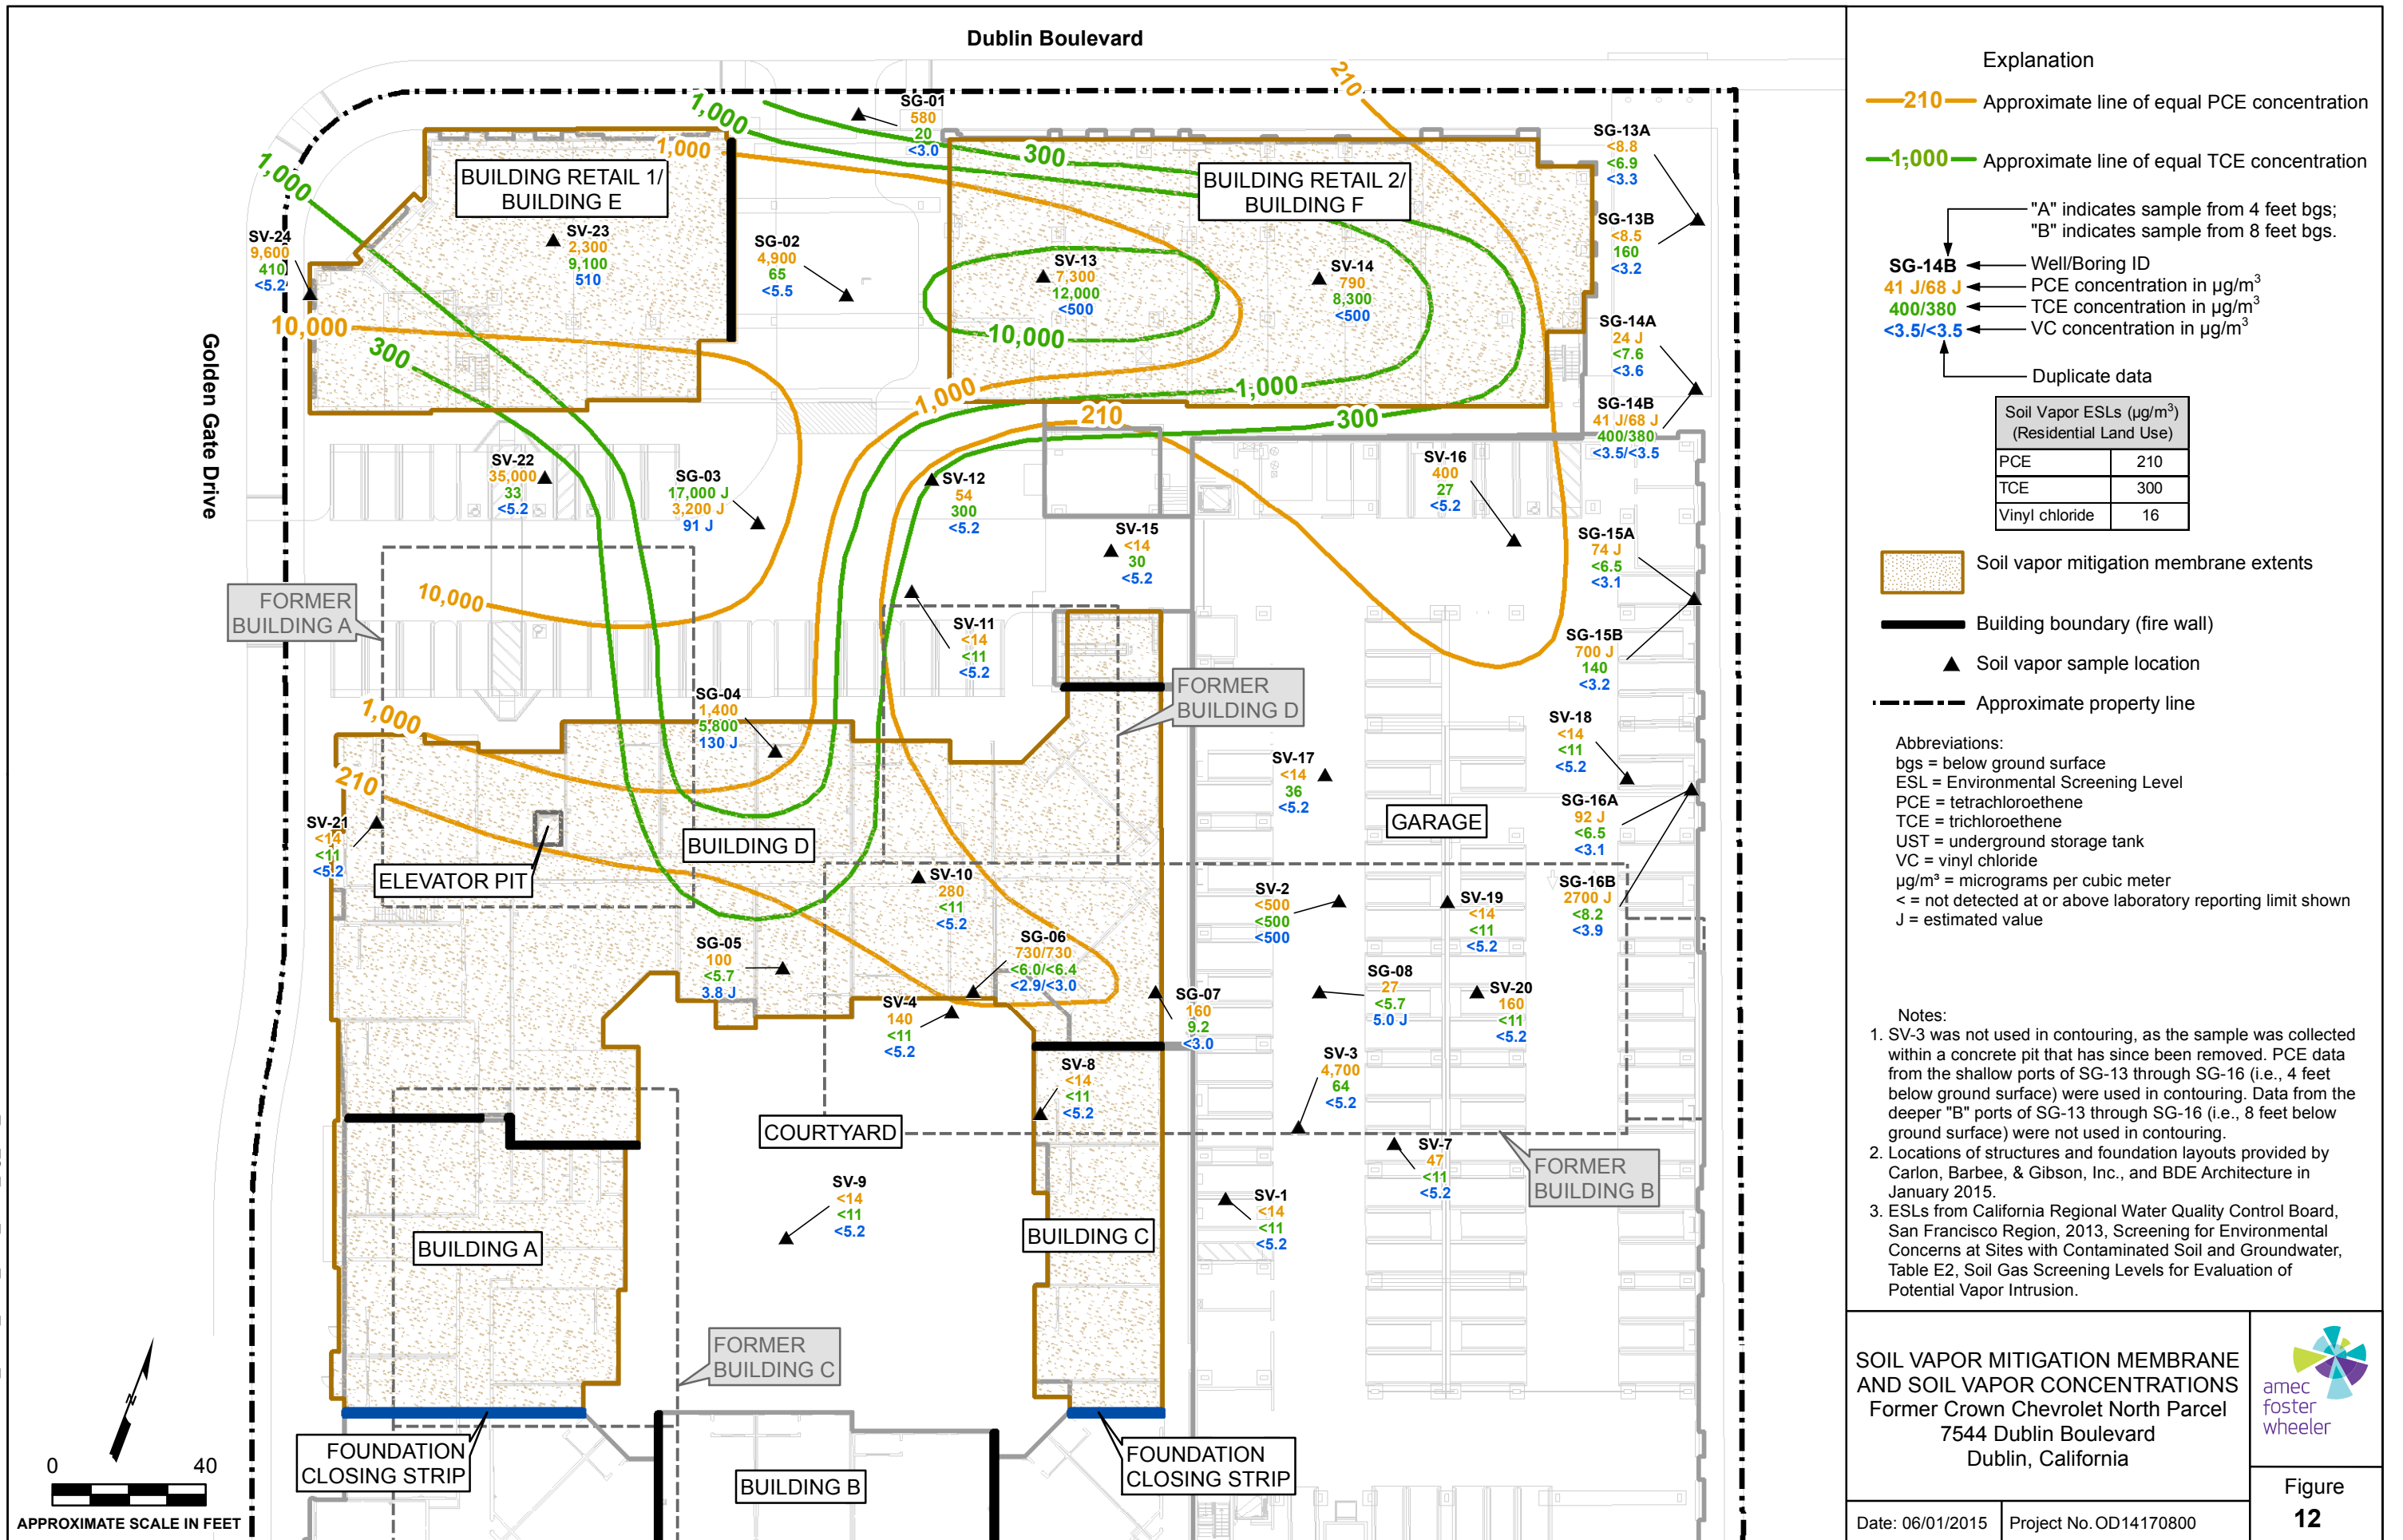 Dublin Boulevard
Golden Gate Drive
210
1,000
1,000
1,000
300
SG-01
580
20
<3.0
BUILDING RETAIL 1/
BUILDING E
BUILDING RETAIL 2/
BUILDING F
SG-13A
<8.8
<6.9
<3.3
SV-24
9,600
410
<5.2
SV-23
2,300
9,100
510
SG-02
4,900
65
<5.5
SV-13
7,300
12,000
<500
SV-14
790
8,300
<500
SG-13B
<8.5
160
<3.2
10,000
10,000
300
SG-14A
24 J
<7.6
<3.6
1,000
1,000
210
300
SG-14B
41 J/68 J
400/380
<3.5/<3.5
SV-22
35,000
33
<5.2
SG-03
17,000 J
3,200 J
91 J
SV-12
54
300
<5.2
SV-16
400
27
<5.2
SV-15
<14
30
<5.2
SG-15A
74 J
<6.5
<3.1
FORMER
BUILDING A
10,000
SV-11
<14
<11
<5.2
SG-15B
700 J
140
<3.2
FORMER
BUILDING D
1,000
SG-04
1,400
5,800
130 J
SV-18
<14
<11
<5.2
210
SV-17
<14
36
<5.2
SG-16A
92 J
<6.5
<3.1
GARAGE
SV-21
<14
<11
<5.2
BUILDING D
ELEVATOR PIT
SV-10
280
<11
<5.2
SV-2
<500
<500
<500
SV-19
<14
<11
<5.2
SG-16B
2700 J
<8.2
<3.9
SG-05
100
<5.7
3.8 J
SG-06
730/730
<6.0/<6.4
<2.9/<3.0
SV-4
140
<11
<5.2
SG-07
160
9.2
<3.0
SG-08
27
<5.7
5.0 J
SV-20
160
<11
<5.2
SV-3
4,700
64
<5.2
SV-8
<14
<11
<5.2
COURTYARD
SV-7
47
<11
<5.2
FORMER
BUILDING B
SV-9
<14
<11
<5.2
SV-1
<14
<11
<5.2
BUILDING A
BUILDING C
FORMER
BUILDING C
FOUNDATION
CLOSING STRIP
FOUNDATION
CLOSING STRIP
BUILDING B
N
0 40
APPROXIMATE SCALE IN FEET
Explanation
210 Approximate line of equal PCE concentration
1,000 Approximate line of equal TCE concentration
"A" indicates sample from 4 feet bgs;
"B" indicates sample from 8 feet bgs.
SG-14B Well/Boring ID
41 J/68 J PCE concentration in µg/m³
400/380 TCE concentration in µg/m³
<3.5/<3.5 VC concentration in µg/m³
Duplicate data
Soil Vapor ESLs (µg/m³)
(Residential Land Use)
PCE 210
TCE 300
Vinyl chloride 16
Soil vapor mitigation membrane extents
Building boundary (fire wall)
Soil vapor sample location
Approximate property line
Abbreviations:
bgs = below ground surface
ESL = Environmental Screening Level
PCE = tetrachloroethene
TCE = trichloroethene
UST = underground storage tank
VC = vinyl chloride
µg/m³ = micrograms per cubic meter
< = not detected at or above laboratory reporting limit shown
J = estimated value
Notes:
1. SV-3 was not used in contouring, as the sample was collected
within a concrete pit that has since been removed. PCE data
from the shallow ports of SG-13 through SG-16 (i.e., 4 feet
below ground surface) were used in contouring. Data from the
deeper "B" ports of SG-13 through SG-16 (i.e., 8 feet below
ground surface) were not used in contouring.
2. Locations of structures and foundation layouts provided by
Carlon, Barbee, & Gibson, Inc., and BDE Architecture in
January 2015.
3. ESLs from California Regional Water Quality Control Board,
San Francisco Region, 2013, Screening for Environmental
Concerns at Sites with Contaminated Soil and Groundwater,
Table E2, Soil Gas Screening Levels for Evaluation of
Potential Vapor Intrusion.
SOIL VAPOR MITIGATION MEMBRANE
AND SOIL VAPOR CONCENTRATIONS
Former Crown Chevrolet North Parcel
7544 Dublin Boulevard
Dublin, California
amec
foster
wheeler
Figure
12
Date: 06/01/2015 Project No. OD14170800